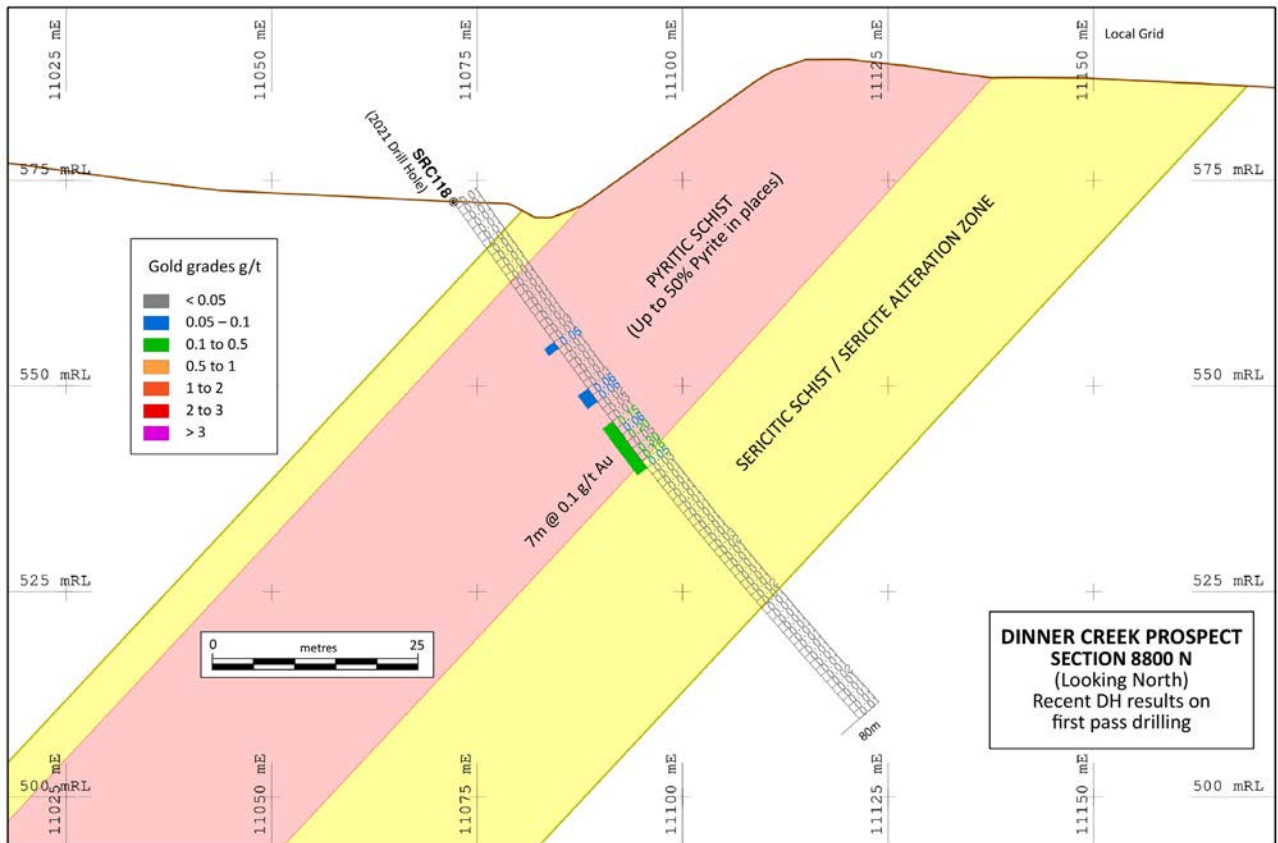 11025 mE
11050 mE
11075 mE
11100 mE
11125 mE
11150 mE
Local Grid
(2021 Drill Hole)
SRC118
575 mRL
575 mRL
Gold grades g/t
< 0.05
0.05 – 0.1
0.1 to 0.5
0.5 to 1
1 to 2
2 to 3
> 3
PYRITIC SCHIST
(Up to 50% Pyrite in places)
SERICITIC SCHIST / SERICITE ALTERATION ZONE
0.05
550 mRL
550 mRL
7m @ 0.1 g/t Au
525 mRL
525 mRL
0
metres
25
DINNER CREEK PROSPECT
SECTION 8800 N
(Looking North)
Recent DH results on
first pass drilling
80m
500 mRL
500 mRL
11025 mE
11050 mE
11075 mE
11100 mE
11125 mE
11150 mE